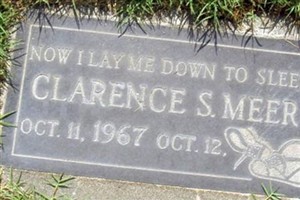 NOW I LAY ME DOWN TO SLEE
CLARENCE S. MEER
OCT. 11, 1967 OCT. 12,